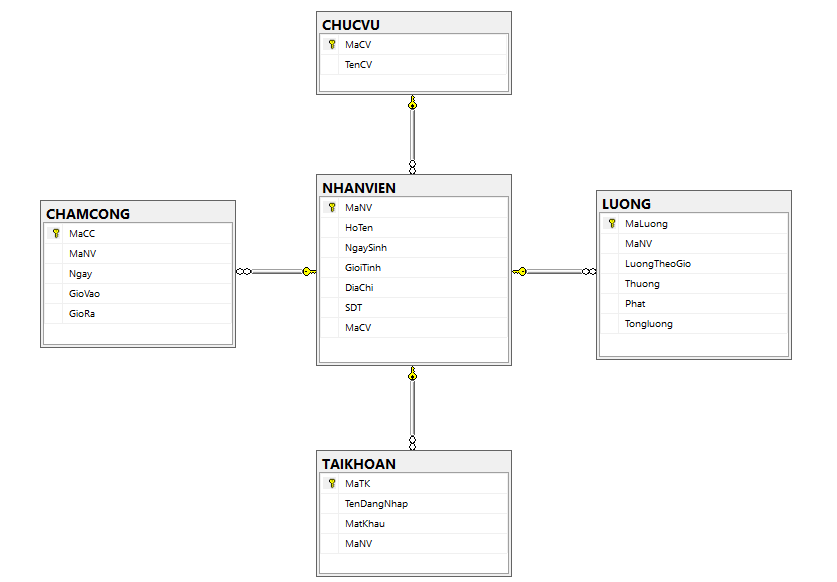 CHUCVU
MaCV
TenCV
NHANVIEN
MaNV
HoTen
NgaySinh
GioiTinh
DiaChi
SDT
MaCV
CHAMCONG
MaCC
MaNV
Ngay
GioVao
GioRa
LUONG
MaLuong
MaNV
LuongTheoGio
Thuong
Phat
Tongluong
TAIKHOAN
MaTK
TenDangNhap
MatKhau
MaNV